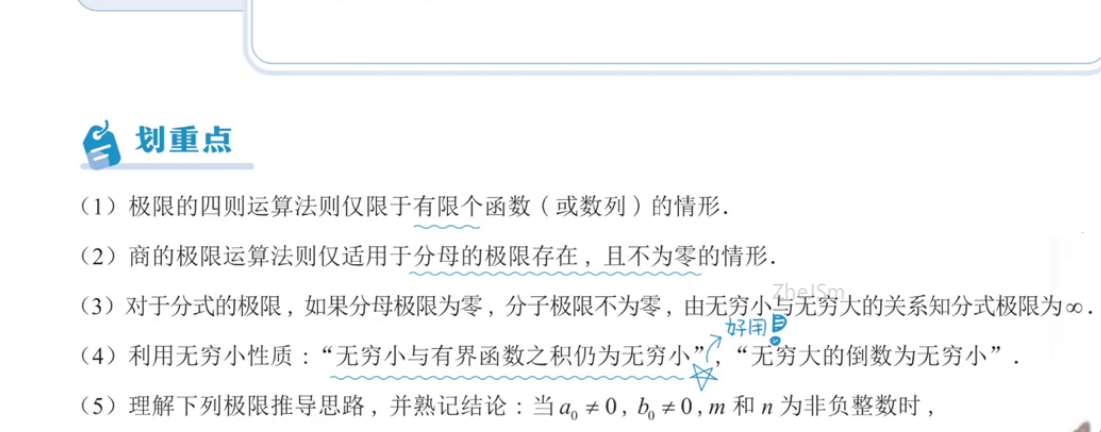 划重点
（1）极限的四则运算法则仅限于有限个函数（或数列）的情形．
（2）商的极限运算法则仅适用于分母的极限存在，且不为零的情形．
ZheISm
（3）对于分式的极限，如果分母极限为零，分子极限不为零，由无穷小与无穷大的关系知分式极限为∞．
好用
（4）利用无穷小性质：“无穷小与有界函数之积仍为无穷小”，“无穷大的倒数为无穷小”．
（5）理解下列极限推导思路，并熟记结论：当 a₀ ≠ 0, b₀ ≠ 0, m 和 n 为非负整数时，